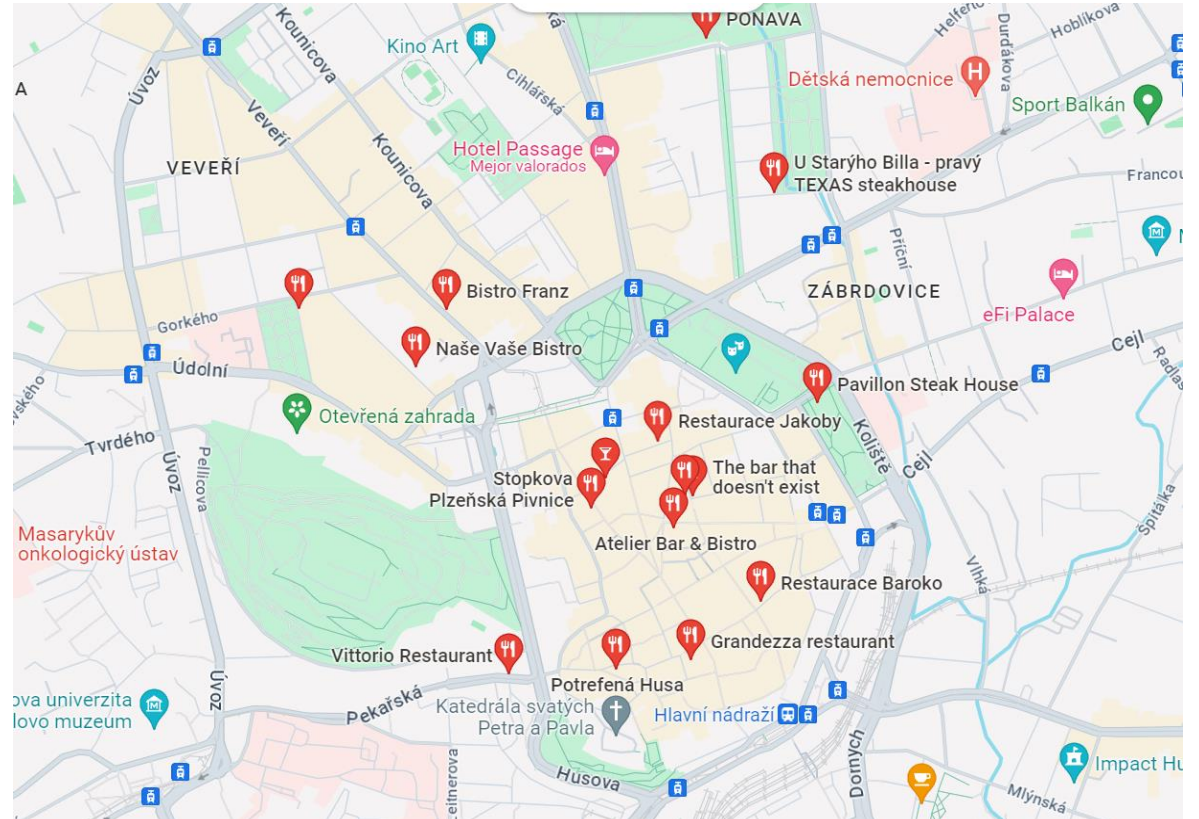 PONAVA
Kounicova
Kino Art
Helfertova
Durďákova
Hoblíkova
Úvoz
Cihlářská
Dětská nemocnice
A
Veveří
Sport Balkán
Hotel Passage
Mejor valorados
U Starýho Billa - pravý
TEXAS steakhouse
VEVEŘÍ
Kounicova
Francou
Příční
ZÁBRDOVICE
Bistro Franz
eFi Palace
Gorkého
Naše Vaše Bistro
Cejl
Radlas
Údolní
Pavillon Steak House
vského
Otevřená zahrada
Restaurace Jakoby
Koliště
Tvrdého
Úvoz
Pellicova
Stopkova
Plzeňská Pivnice
The bar that
doesn't exist
Cejl
Špitálka
Masarykův
onkologický ústav
Atelier Bar & Bistro
Vlhká
Restaurace Baroko
Vittorio Restaurant
Grandezza restaurant
Potrefená Husa
Úvoz
ova univerzita
lovo muzeum
Pekařská
Katedrála svatých
Petra a Pavla
Hlavní nádraží
Dornych
Husova
Leitnerova
Impact Hu
Mlýnská